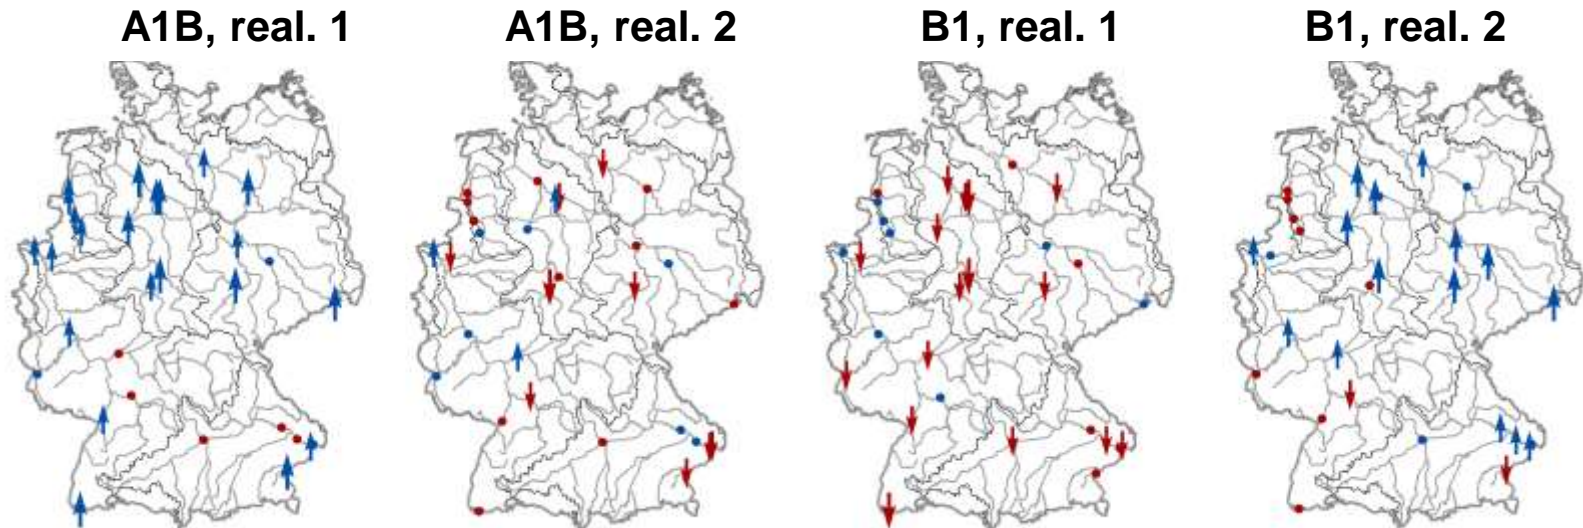 A1B, real. 1 A1B, real. 2 B1, real. 1 B1, real. 2